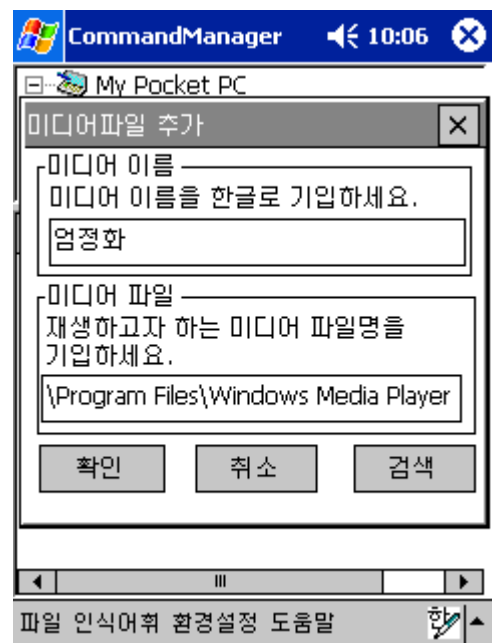 CommandManager 10:06
My Pocket PC
미디어파일 추가
미디어 이름
미디어 이름을 한글로 기입하세요.
엄정화
미디어 파일
재생하고자 하는 미디어 파일명을
기입하세요.
\Program Files\Windows Media Player
확인 취소 검색
파일 인식어휘 환경설정 도움말 한